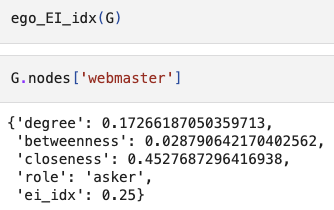 ego_EI_idx(G)
G.nodes['webmaster']
{'degree': 0.17266187050359713,
'betweenness': 0.028790642170402562,
'closeness': 0.4527687296416938,
'role': 'asker',
'ei_idx': 0.25}